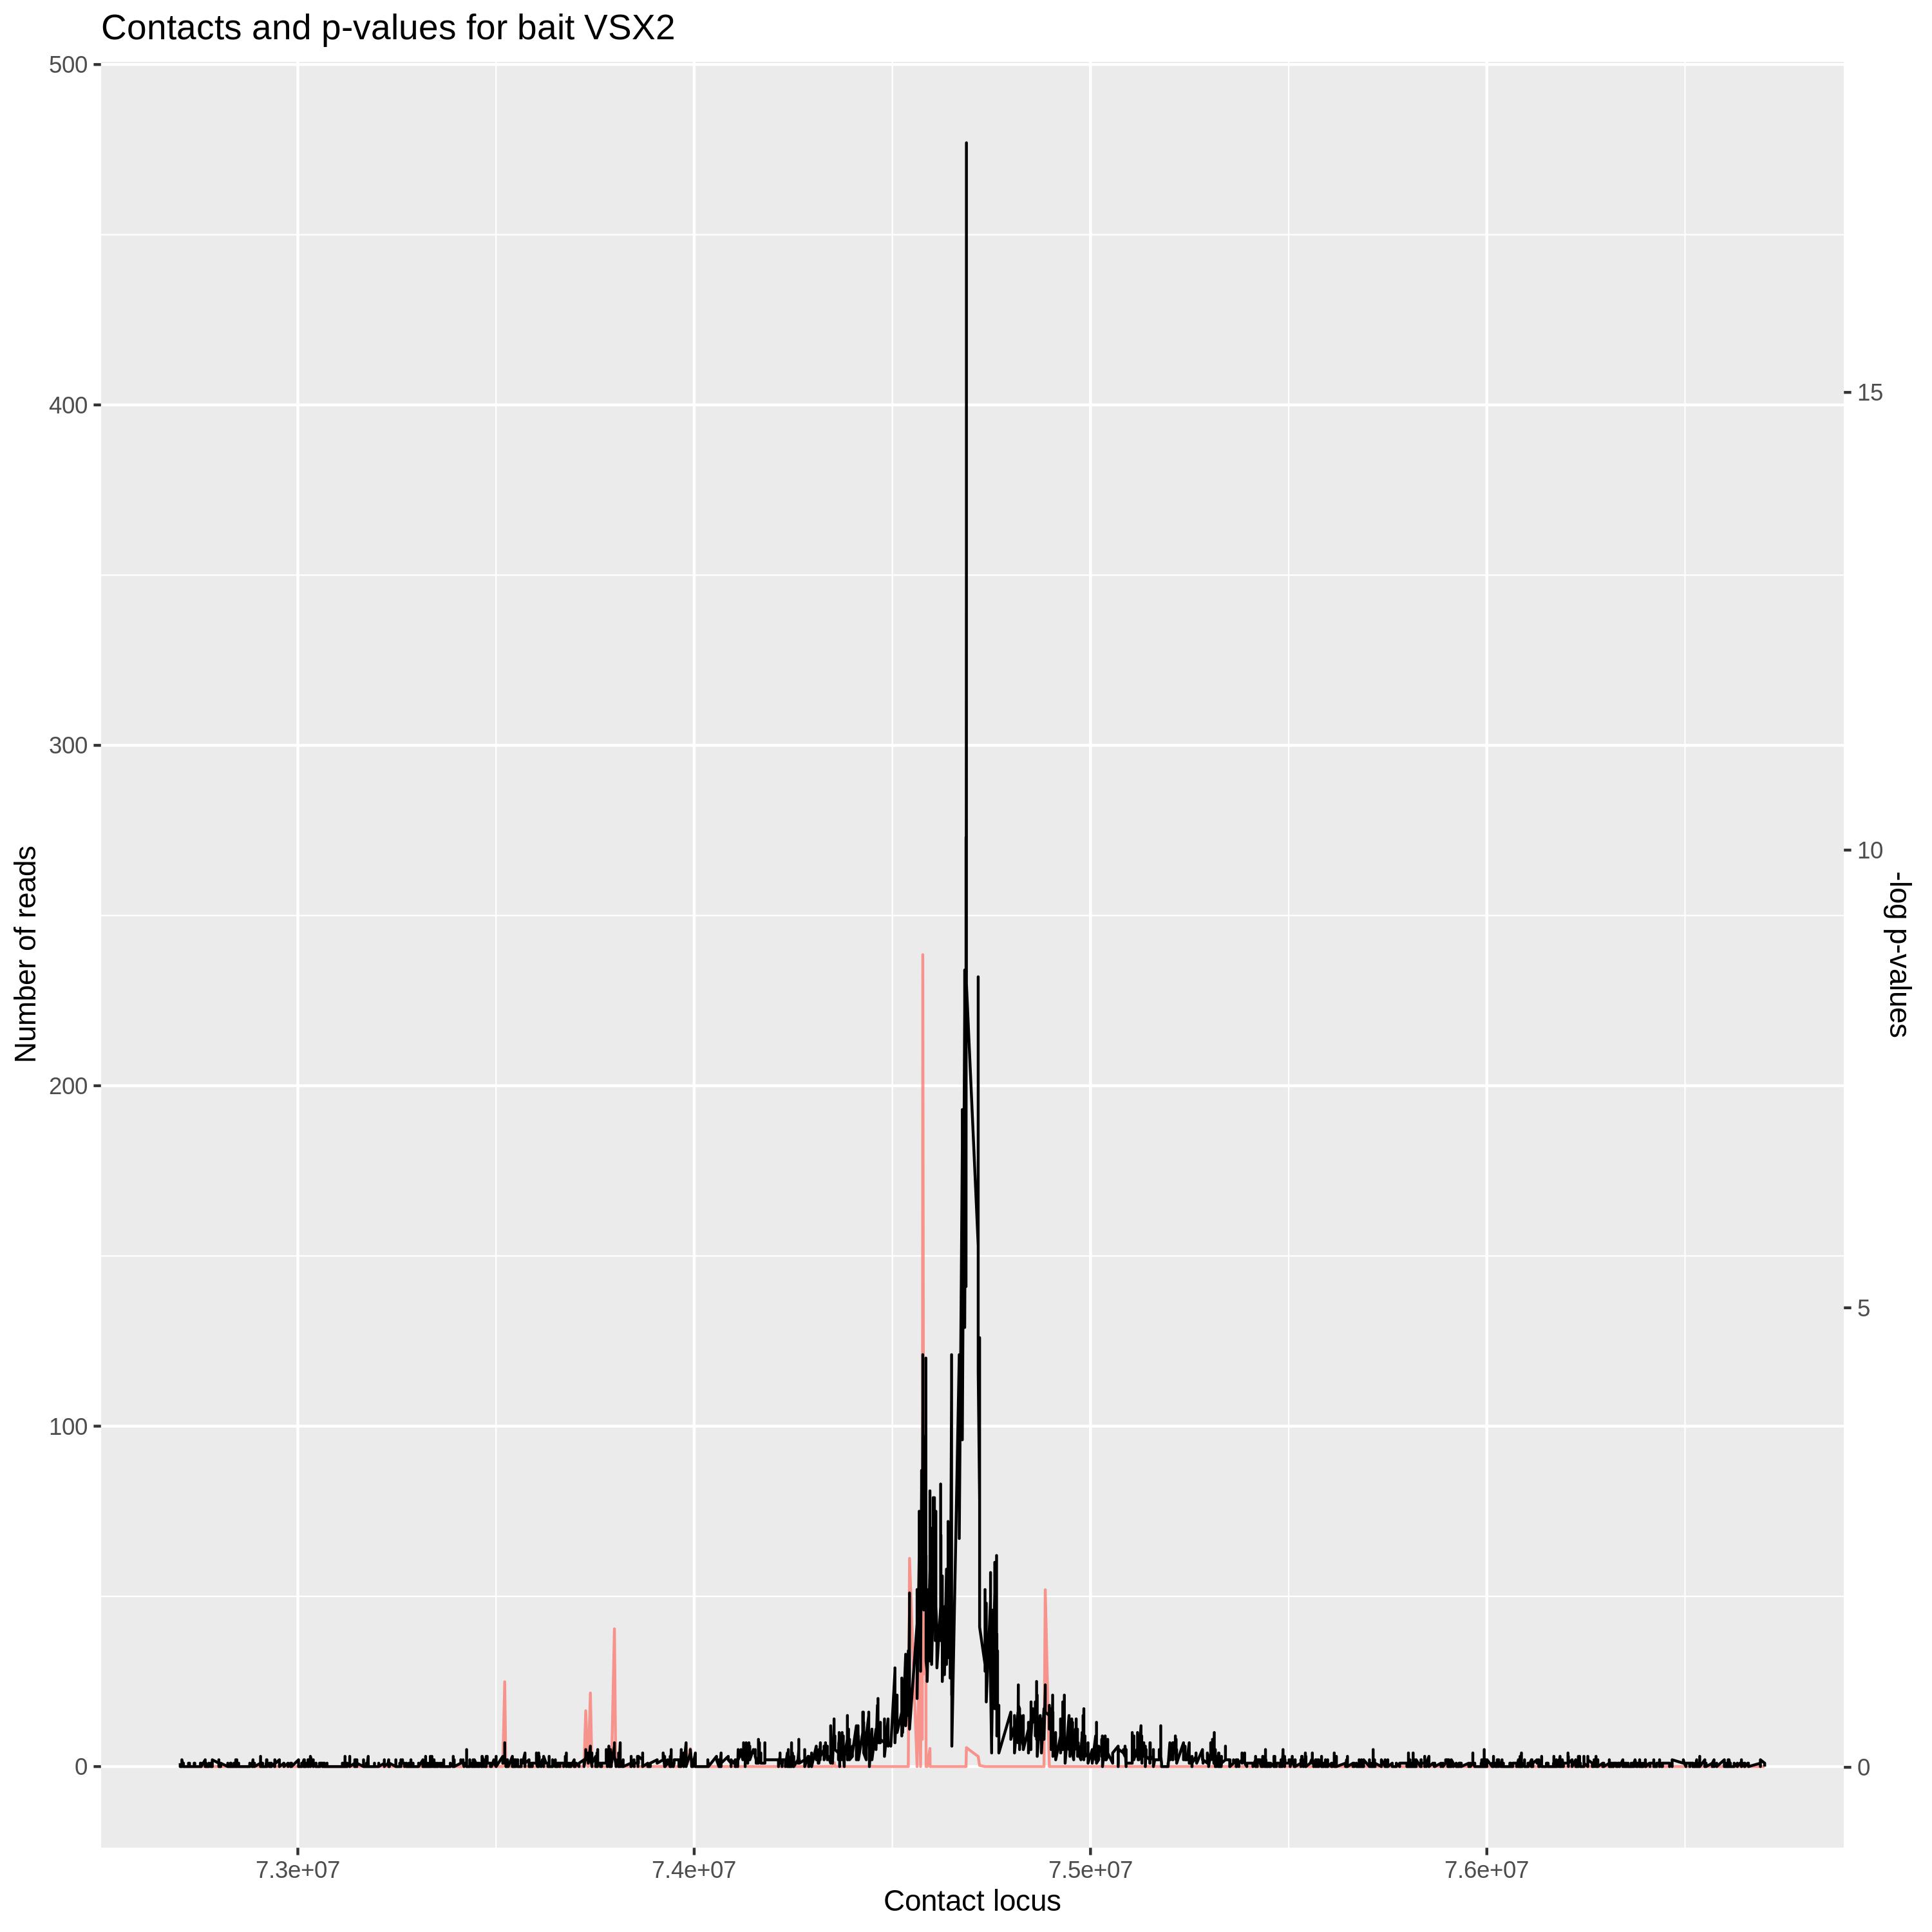 Contacts and p-values for bait VSX2
500
400
300
200
100
0
Number of reads
15
10
5
0
-log p-values
7.3e+07 7.4e+07 7.5e+07 7.6e+07
Contact locus